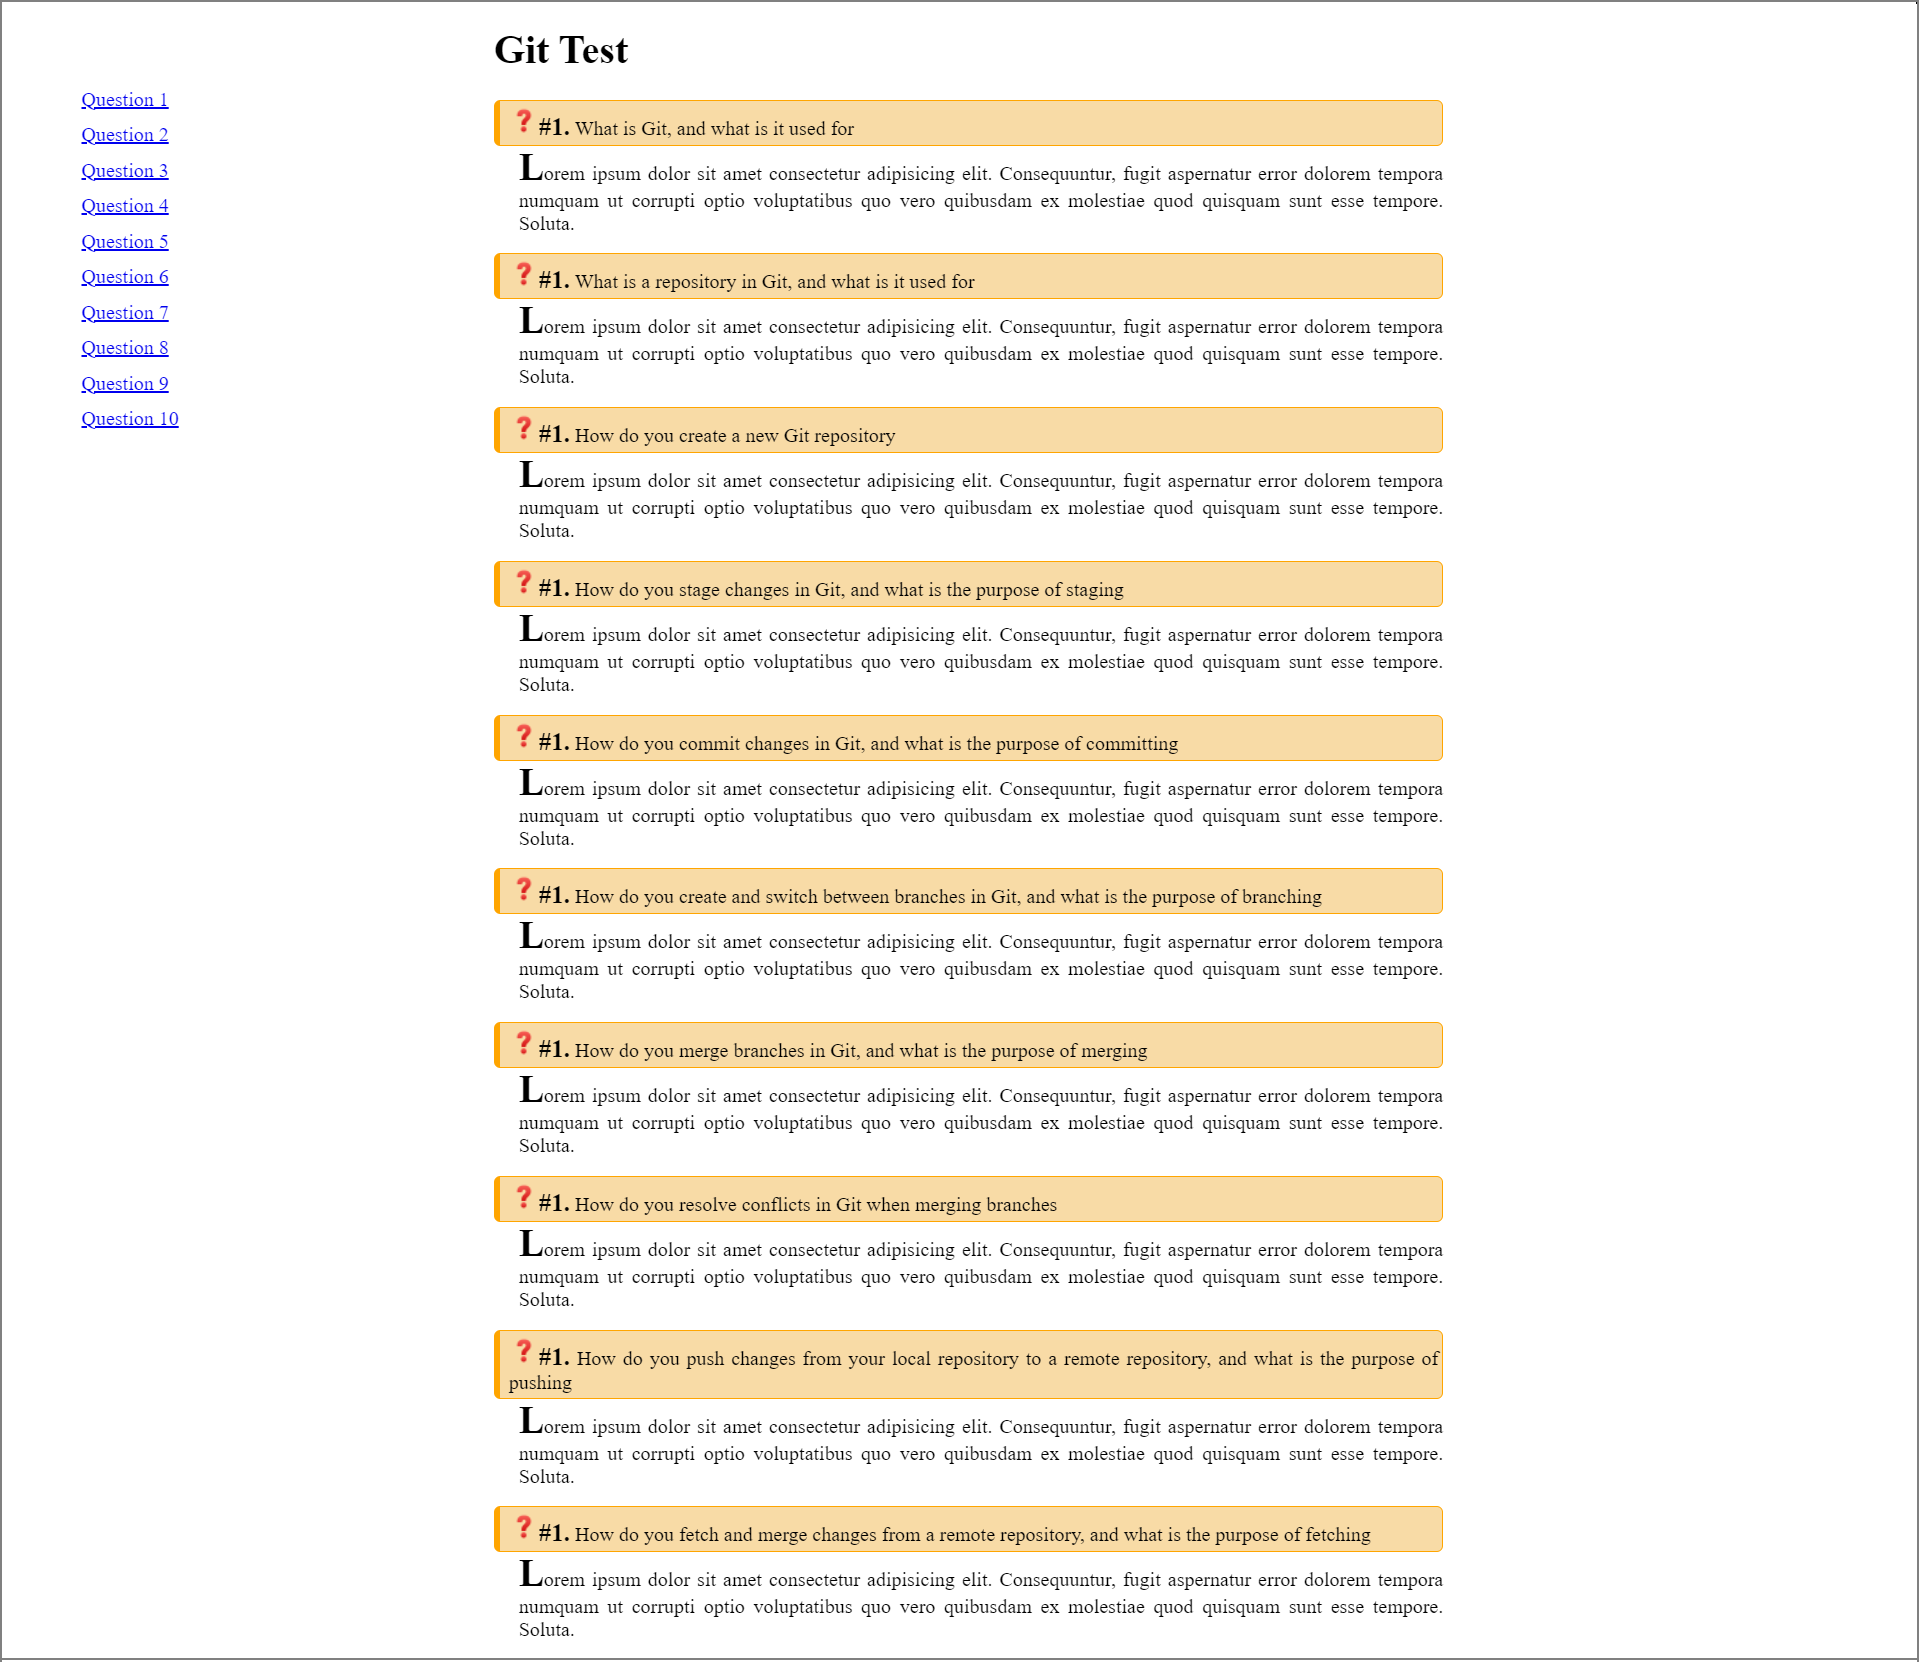 Git Test
Question 1
Question 2
Question 3
Question 4
Question 5
Question 6
Question 7
Question 8
Question 9
Question 10
❓ #1. What is Git, and what is it used for
Lorem ipsum dolor sit amet consectetur adipisicing elit. Consequuntur, fugit aspernatur error dolorem tempora
numquam ut corrupti optio voluptatibus quo vero quibusdam ex molestiae quod quisquam sunt esse tempore.
Soluta.
❓ #1. What is a repository in Git, and what is it used for
Lorem ipsum dolor sit amet consectetur adipisicing elit. Consequuntur, fugit aspernatur error dolorem tempora
numquam ut corrupti optio voluptatibus quo vero quibusdam ex molestiae quod quisquam sunt esse tempore.
Soluta.
❓ #1. How do you create a new Git repository
Lorem ipsum dolor sit amet consectetur adipisicing elit. Consequuntur, fugit aspernatur error dolorem tempora
numquam ut corrupti optio voluptatibus quo vero quibusdam ex molestiae quod quisquam sunt esse tempore.
Soluta.
❓ #1. How do you stage changes in Git, and what is the purpose of staging
Lorem ipsum dolor sit amet consectetur adipisicing elit. Consequuntur, fugit aspernatur error dolorem tempora
numquam ut corrupti optio voluptatibus quo vero quibusdam ex molestiae quod quisquam sunt esse tempore.
Soluta.
❓ #1. How do you commit changes in Git, and what is the purpose of committing
Lorem ipsum dolor sit amet consectetur adipisicing elit. Consequuntur, fugit aspernatur error dolorem tempora
numquam ut corrupti optio voluptatibus quo vero quibusdam ex molestiae quod quisquam sunt esse tempore.
Soluta.
❓ #1. How do you create and switch between branches in Git, and what is the purpose of branching
Lorem ipsum dolor sit amet consectetur adipisicing elit. Consequuntur, fugit aspernatur error dolorem tempora
numquam ut corrupti optio voluptatibus quo vero quibusdam ex molestiae quod quisquam sunt esse tempore.
Soluta.
❓ #1. How do you merge branches in Git, and what is the purpose of merging
Lorem ipsum dolor sit amet consectetur adipisicing elit. Consequuntur, fugit aspernatur error dolorem tempora
numquam ut corrupti optio voluptatibus quo vero quibusdam ex molestiae quod quisquam sunt esse tempore.
Soluta.
❓ #1. How do you resolve conflicts in Git when merging branches
Lorem ipsum dolor sit amet consectetur adipisicing elit. Consequuntur, fugit aspernatur error dolorem tempora
numquam ut corrupti optio voluptatibus quo vero quibusdam ex molestiae quod quisquam sunt esse tempore.
Soluta.
❓ #1. How do you push changes from your local repository to a remote repository, and what is the purpose of
pushing
Lorem ipsum dolor sit amet consectetur adipisicing elit. Consequuntur, fugit aspernatur error dolorem tempora
numquam ut corrupti optio voluptatibus quo vero quibusdam ex molestiae quod quisquam sunt esse tempore.
Soluta.
❓ #1. How do you fetch and merge changes from a remote repository, and what is the purpose of fetching
Lorem ipsum dolor sit amet consectetur adipisicing elit. Consequuntur, fugit aspernatur error dolorem tempora
numquam ut corrupti optio voluptatibus quo vero quibusdam ex molestiae quod quisquam sunt esse tempore.
Soluta.